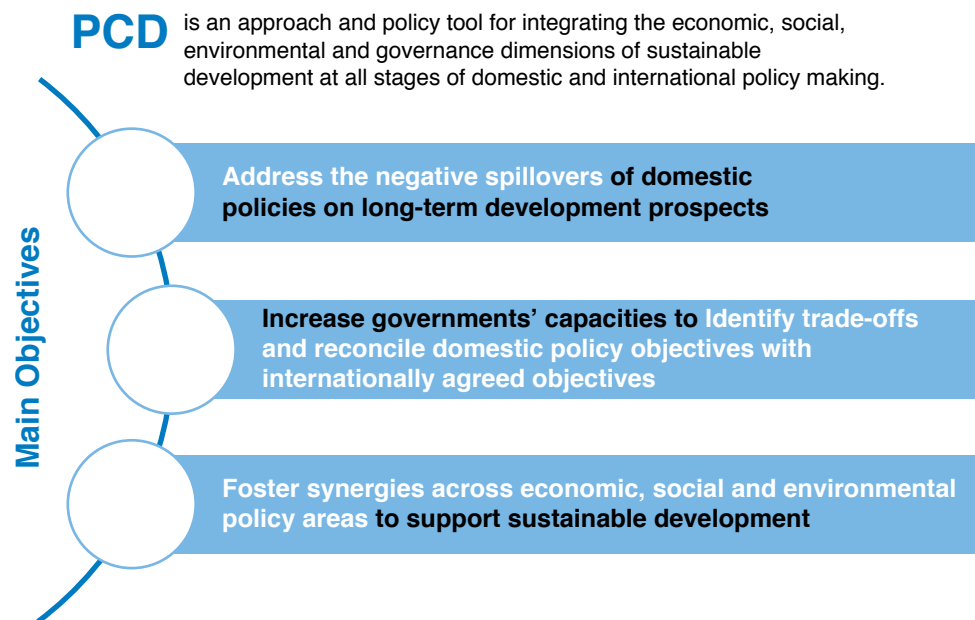 PCD is an approach and policy tool for integrating the economic, social,
environmental and governance dimensions of sustainable
development at all stages of domestic and international policy making.
Main Objectives
Address the negative spillovers of domestic
policies on long-term development prospects
Increase governments’ capacities to Identify trade-offs
and reconcile domestic policy objectives with
internationally agreed objectives
Foster synergies across economic, social and environmental
policy areas to support sustainable development